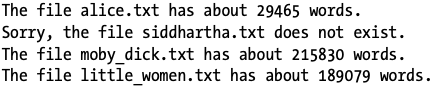 The file alice.txt has about 29465 words.
Sorry, the file siddhartha.txt does not exist.
The file moby_dick.txt has about 215830 words.
The file little_women.txt has about 189079 words.